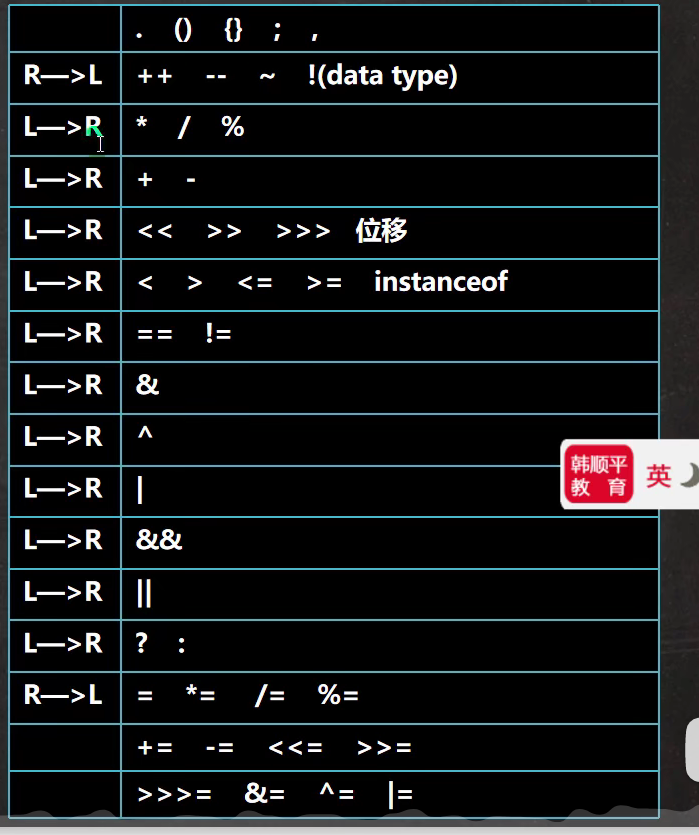 . () {} ; ,
R—>L ++ -- ~ !(data type)
L—>R * / %
L—>R + -
L—>R << >> >>> 位移
L—>R < > <= >= instanceof
L—>R == !=
L—>R &
L—>R ^
L—>R |
L—>R &&
L—>R ||
L—>R ? :
R—>L = *= /= %=
+= -= <<= >>=
>>>= &= ^= |=
韩顺平
教 育
英